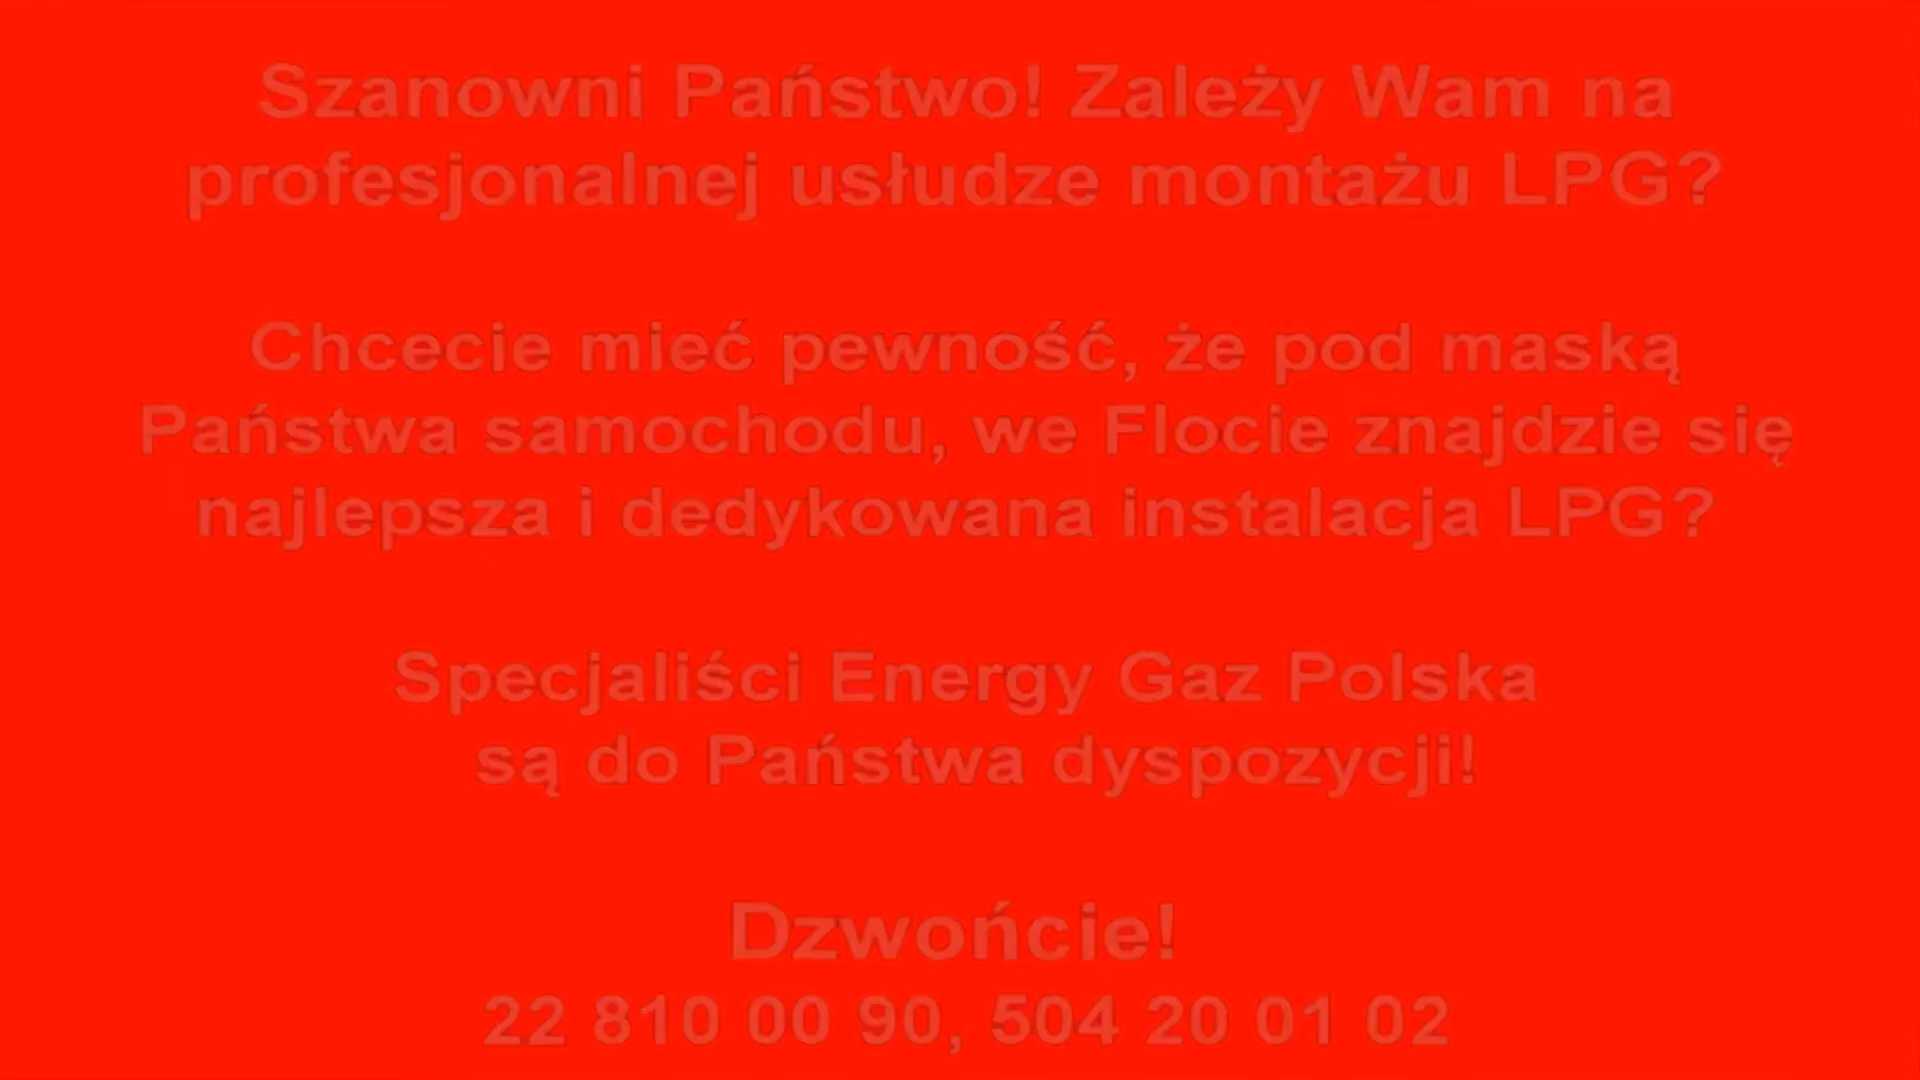 Szanowni Państwo! Zależy Wam na
profesjonalnej usłudze montażu LPG?
Chcecie mieć pewność, że pod maską
Państwa samochodu, we Flocie znajdzie się
najlepsza i dedykowana instalacja LPG?
Specjaliści Energy Gaz Polska
są do Państwa dyspozycji!
Dzwońcie!
22 810 00 90, 504 20 01 02